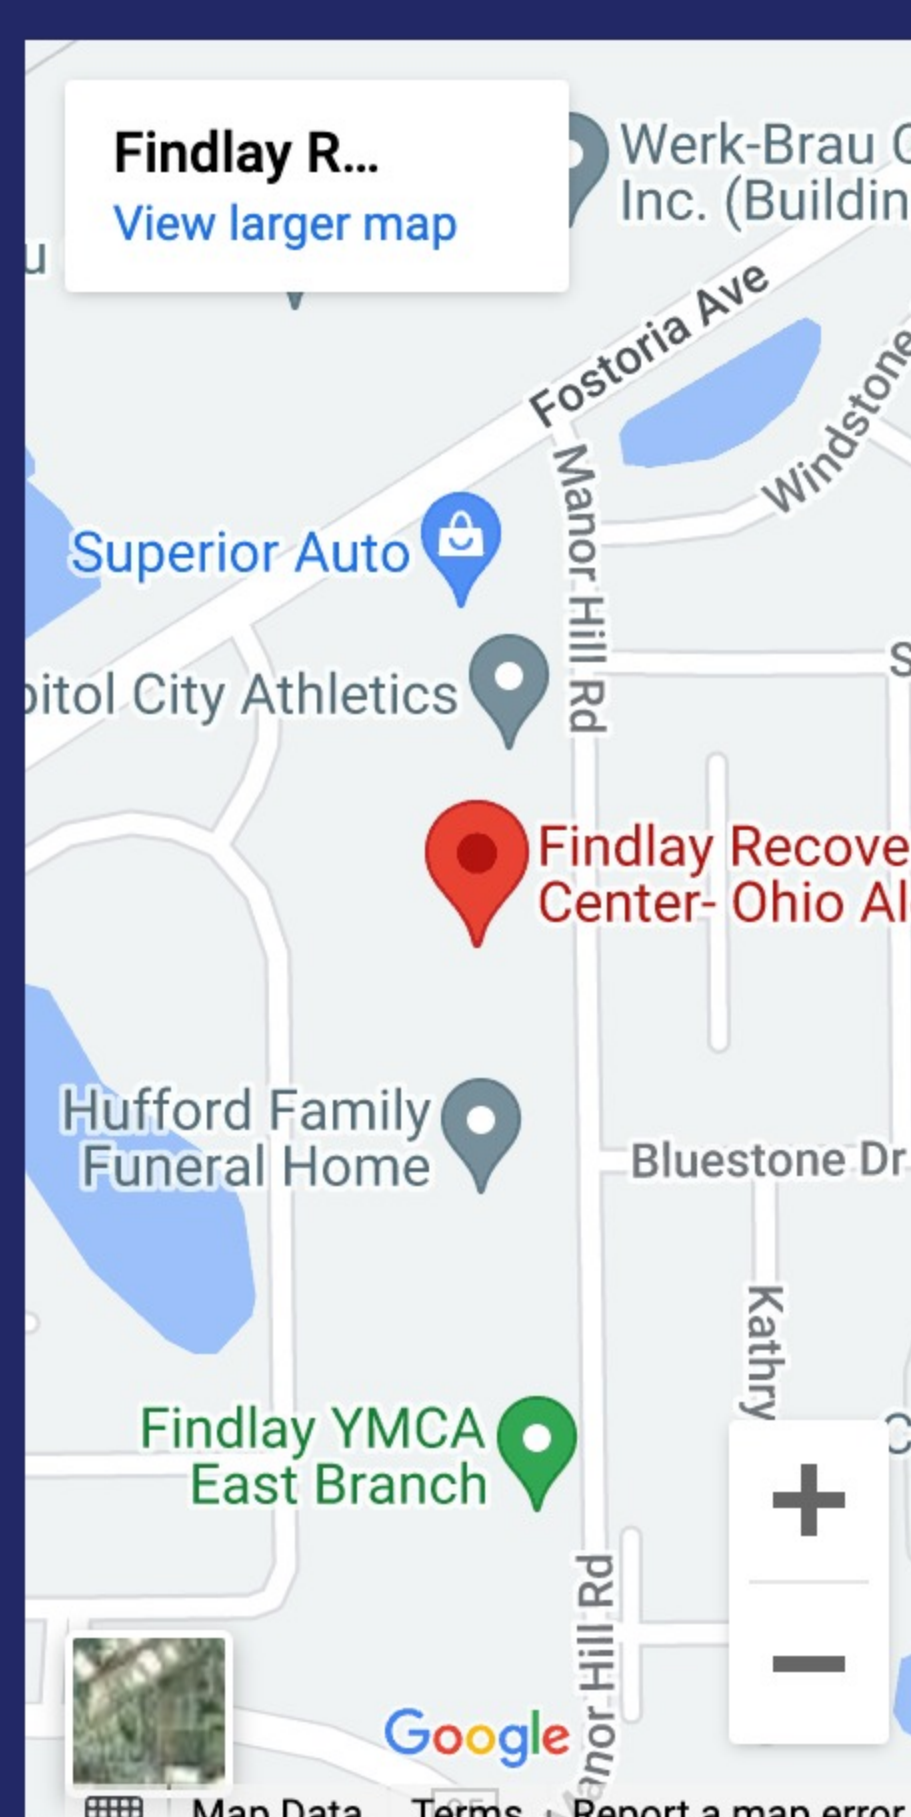 Findlay R...
View larger map
u
Werk-Brau C
Inc. (Buildin
Fostoria Ave
Windstone
Manor Hill Rd
Superior Auto
pitol City Athletics
S
Findlay Recove
Center- Ohio Al
Hufford Family
Funeral Home
Bluestone Dr
Kathry
Findlay YMCA
East Branch
C
Manor Hill Rd
Google
Map Data
Terms
Report a map error